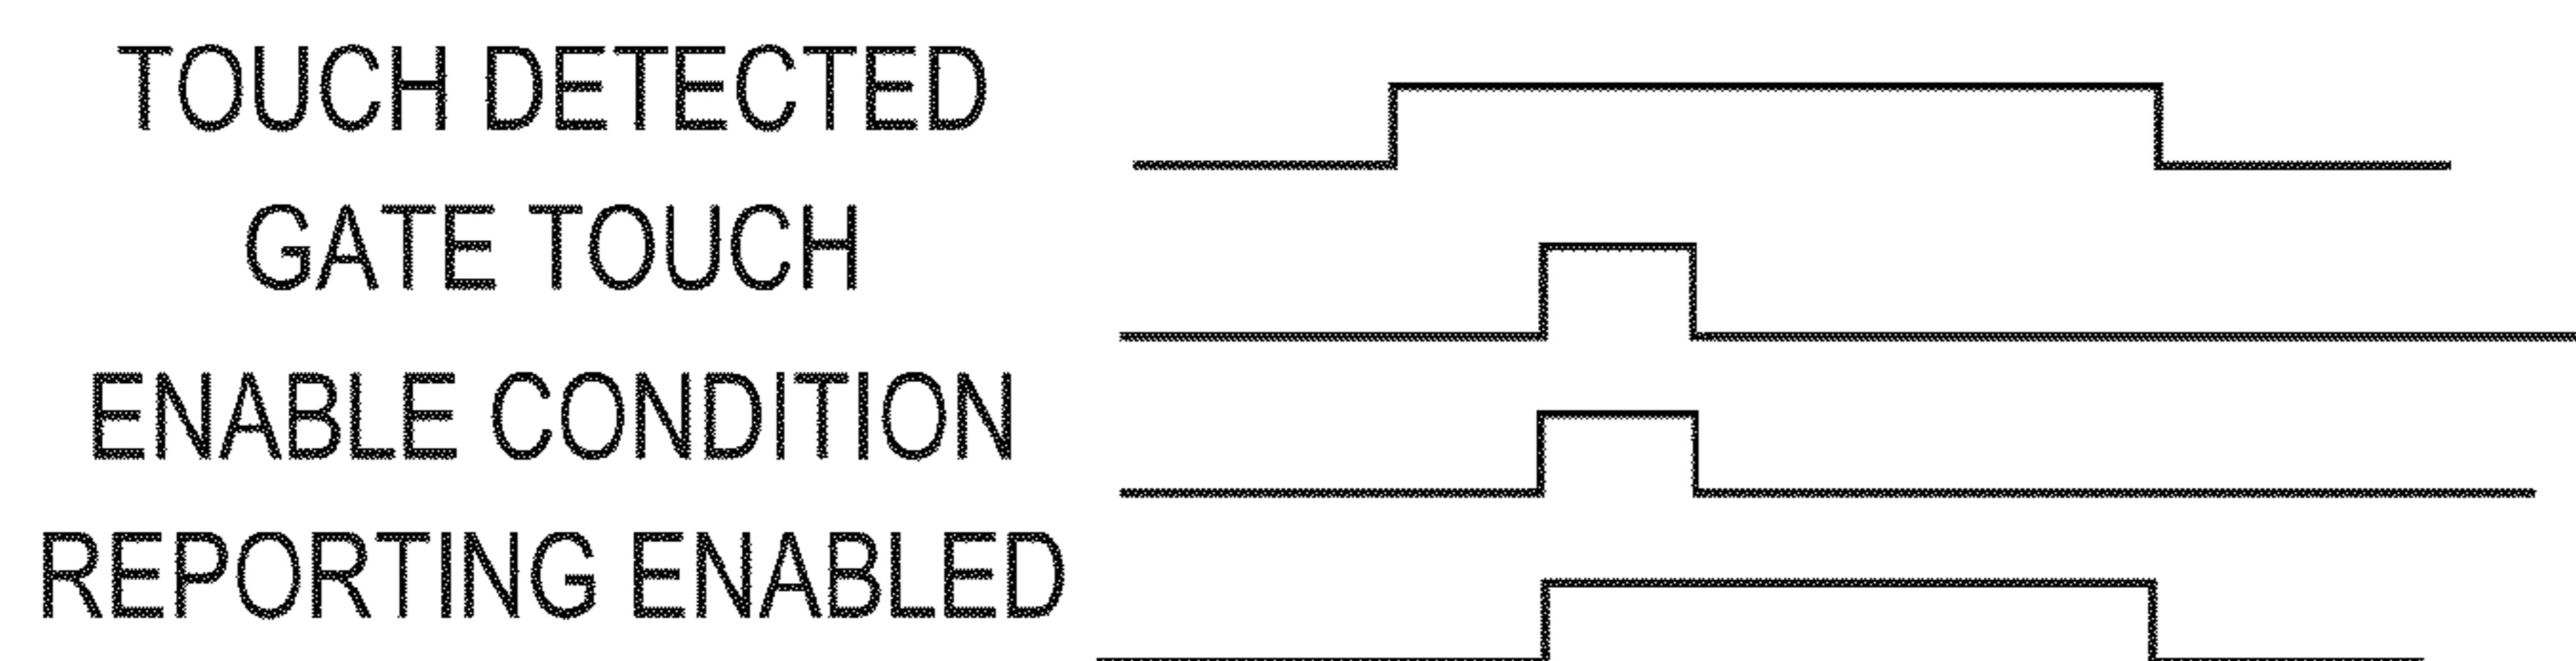 TOUCH DETECTED
GATE TOUCH
ENABLE CONDITION
REPORTING ENABLED